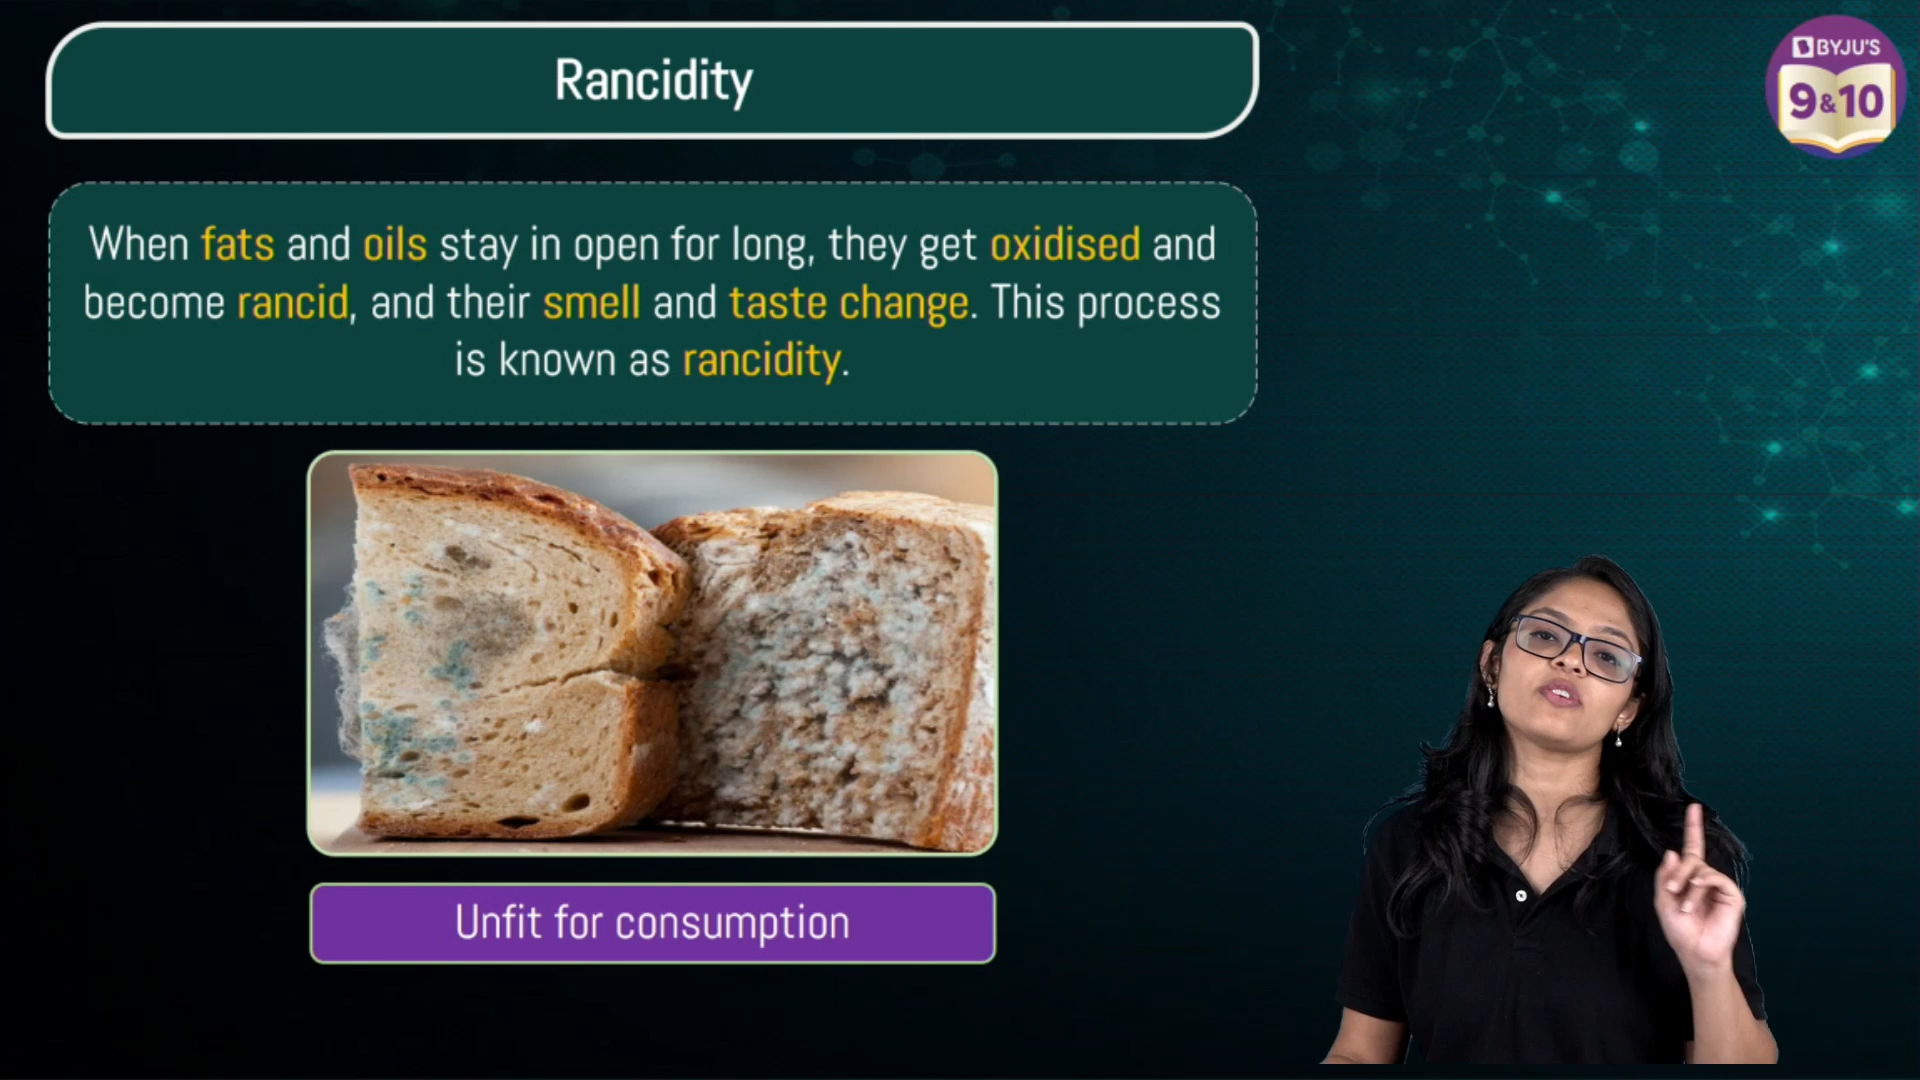 Rancidity
BYJU'S
9&10
When fats and oils stay in open for long, they get oxidised and
become rancid, and their smell and taste change. This process
is known as rancidity.
Unfit for consumption